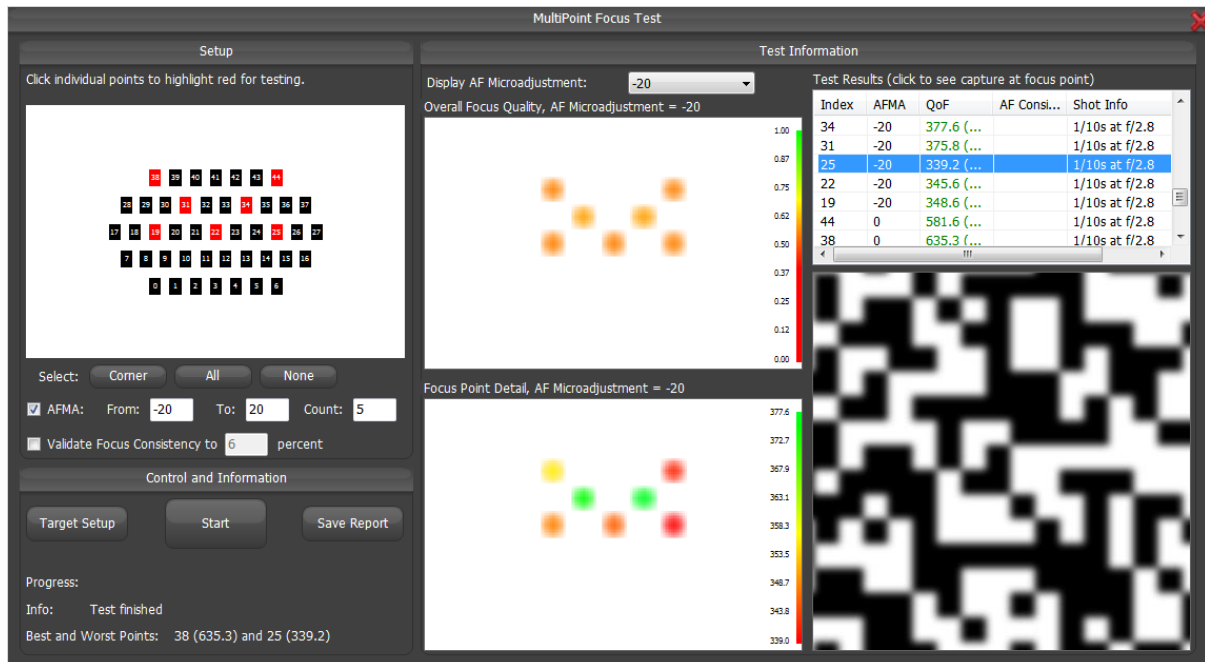 MultiPoint Focus Test
Setup
Click individual points to highlight red for testing.
38 39 40 41 42 43 44
28 29 30 31 32 33 34 35 36 37
17 18 19 20 21 22 23 24 25 26 27
7 8 9 10 11 12 13 14 15 16
0 1 2 3 4 5 6
Select: Corner All None
AFMA: From: -20 To: 20 Count: 5
Validate Focus Consistency to 6 percent
Control and Information
Target Setup Start Save Report
Progress:
Info: Test finished
Best and Worst Points: 38 (635.3) and 25 (339.2)
Test Information
Display AF Microadjustment: -20
Overall Focus Quality, AF Microadjustment = -20
1.00
0.87
0.75
0.62
0.50
0.37
0.25
0.12
0.00
Focus Point Detail, AF Microadjustment = -20
377.6
372.7
367.9
363.1
358.3
353.5
348.7
343.8
339.0
Test Results (click to see capture at focus point)
Index AFMA QoF AF Consi... Shot Info
34 -20 377.6 (... 1/10s at f/2.8
31 -20 375.8 (... 1/10s at f/2.8
25 -20 339.2 (... 1/10s at f/2.8
22 -20 345.6 (... 1/10s at f/2.8
19 -20 348.6 (... 1/10s at f/2.8
44 0 581.6 (... 1/10s at f/2.8
38 0 635.3 (... 1/10s at f/2.8